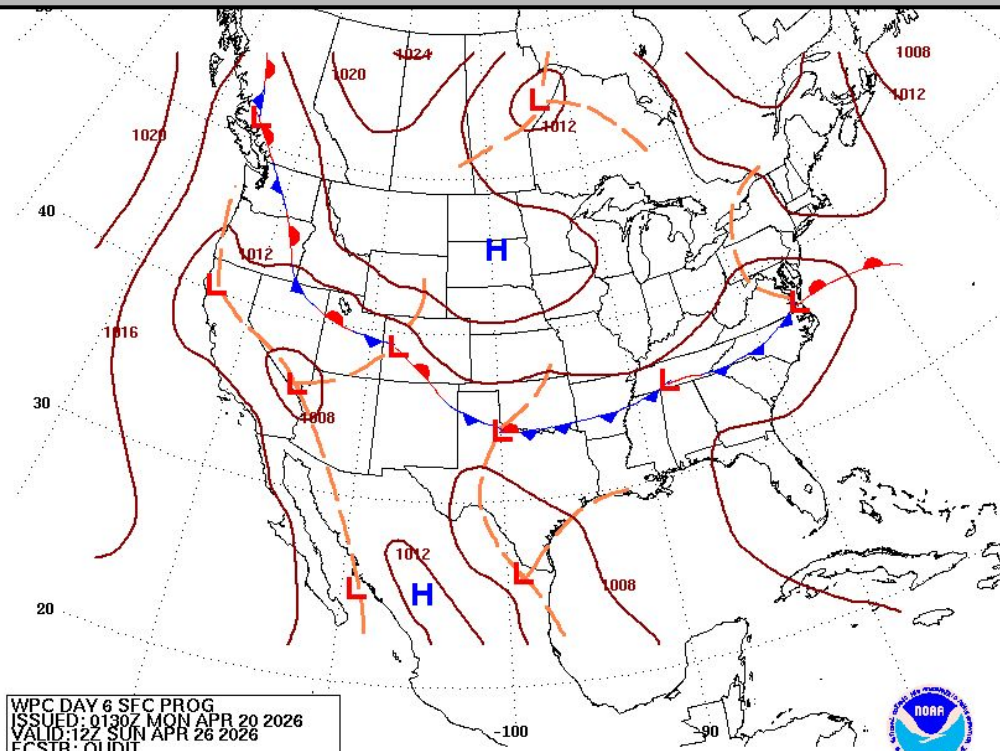 1024
1008
1020
1012
1020
L
L
1012
40
H
1012
L
L
1016
L
L
L
30
1008
L
1012
L
1008
H
L
20
WPC DAY 6 SFC PROG
ISSUED: 0130Z MON APR 20 2026
VALID:12Z SUN APR 26 2026
-100
-90
NOAA